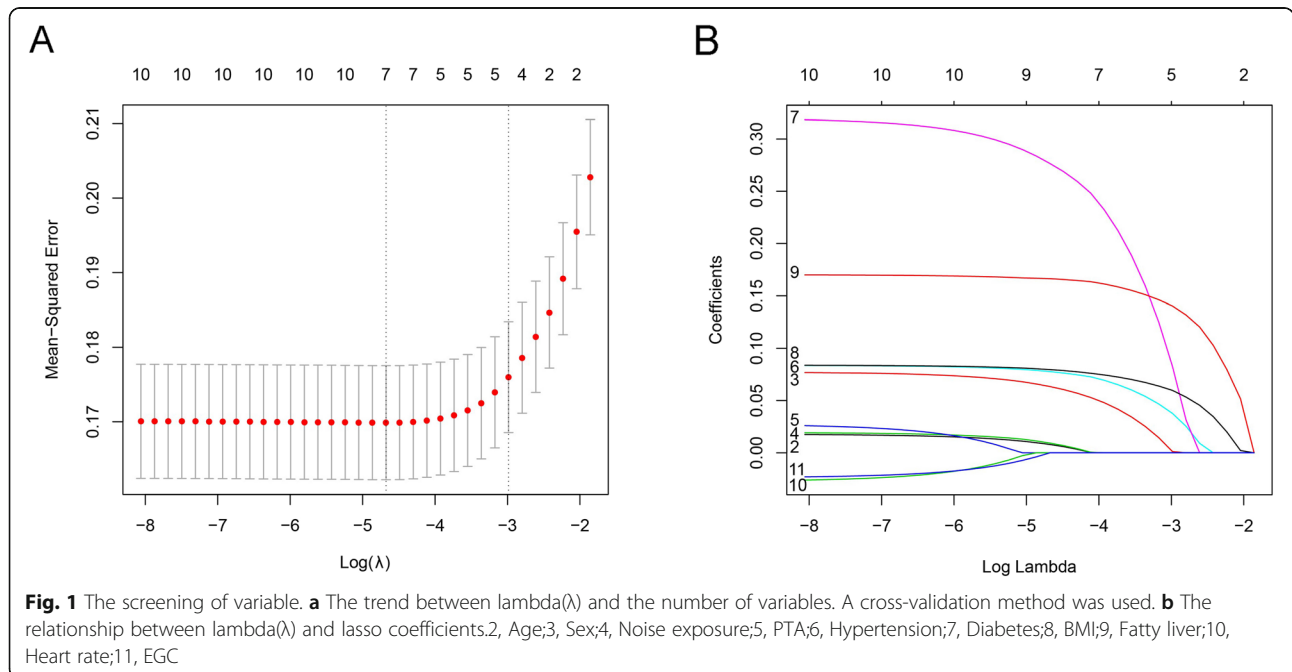 A
10 10 10 10 10 10 7 7 5 5 5 4 2 2
0.21
0.20
0.19
0.18
0.17
Mean-Squared Error
-8 -7 -6 -5 -4 -3 -2
Log(λ)
B
10 10 10 9 7 5 2
0.30
0.25
0.20
0.15
0.10
0.05
0.00
Coefficients
7
9
8
6
3
5
4
2
11
10
-8 -7 -6 -5 -4 -3 -2
Log Lambda
Fig. 1 The screening of variable. a The trend between lambda(λ) and the number of variables. A cross-validation method was used. b The
relationship between lambda(λ) and lasso coefficients.2, Age;3, Sex;4, Noise exposure;5, PTA;6, Hypertension;7, Diabetes;8, BMI;9, Fatty liver;10,
Heart rate;11, EGC